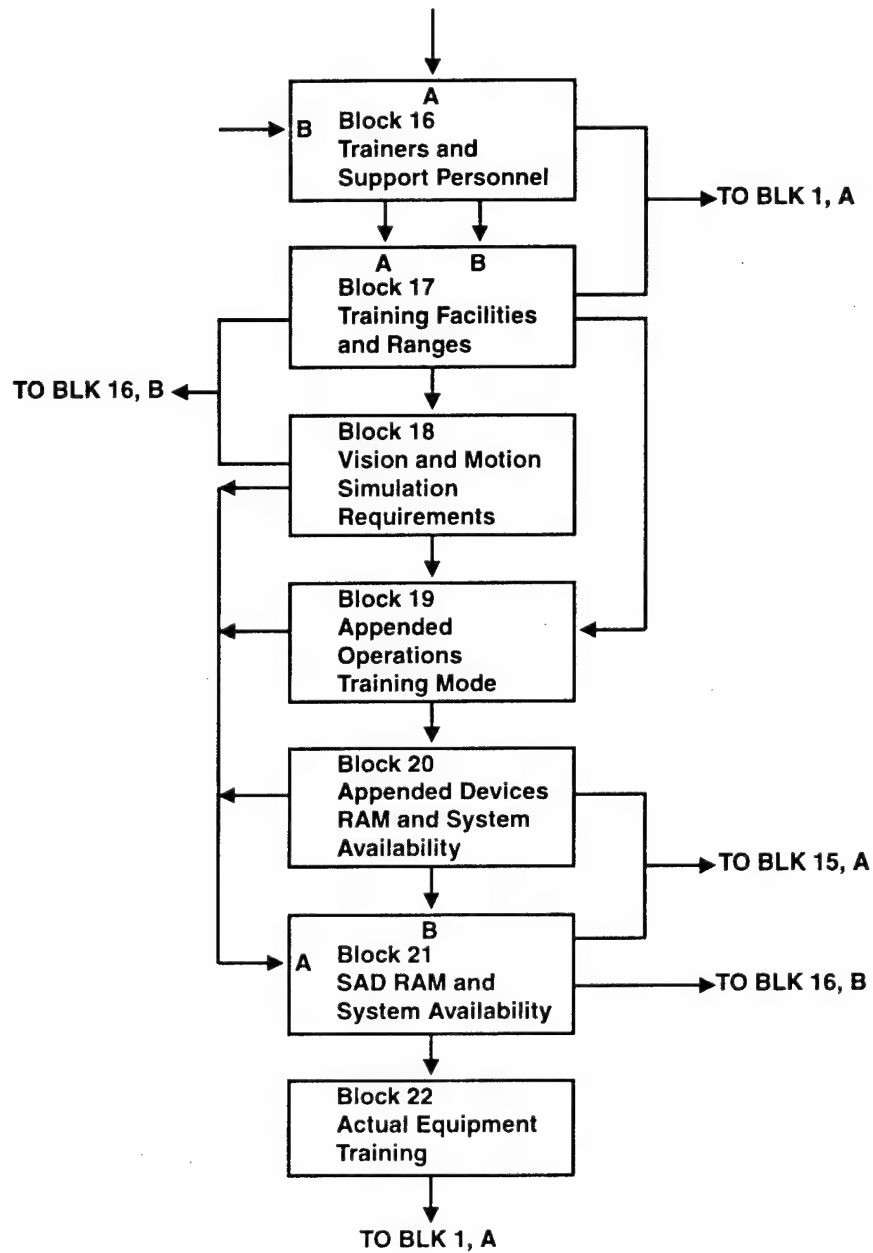 A
B
Block 16
Trainers and
Support Personnel
TO BLK 1, A
A B
Block 17
Training Facilities
and Ranges
TO BLK 16, B
Block 18
Vision and Motion
Simulation
Requirements
Block 19
Appended
Operations
Training Mode
Block 20
Appended Devices
RAM and System
Availability
TO BLK 15, A
B
A
Block 21
SAD RAM and
System Availability
TO BLK 16, B
Block 22
Actual Equipment
Training
TO BLK 1, A